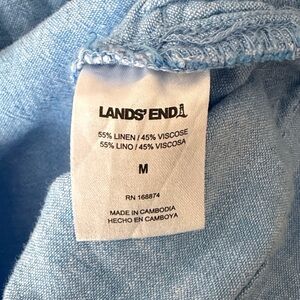 LANDS' END
55% LINEN / 45% VISCOSE
55% LINO / 45% VISCOSA
M
RN 168874
MADE IN CAMBODIA
HECHO EN CAMBOYA